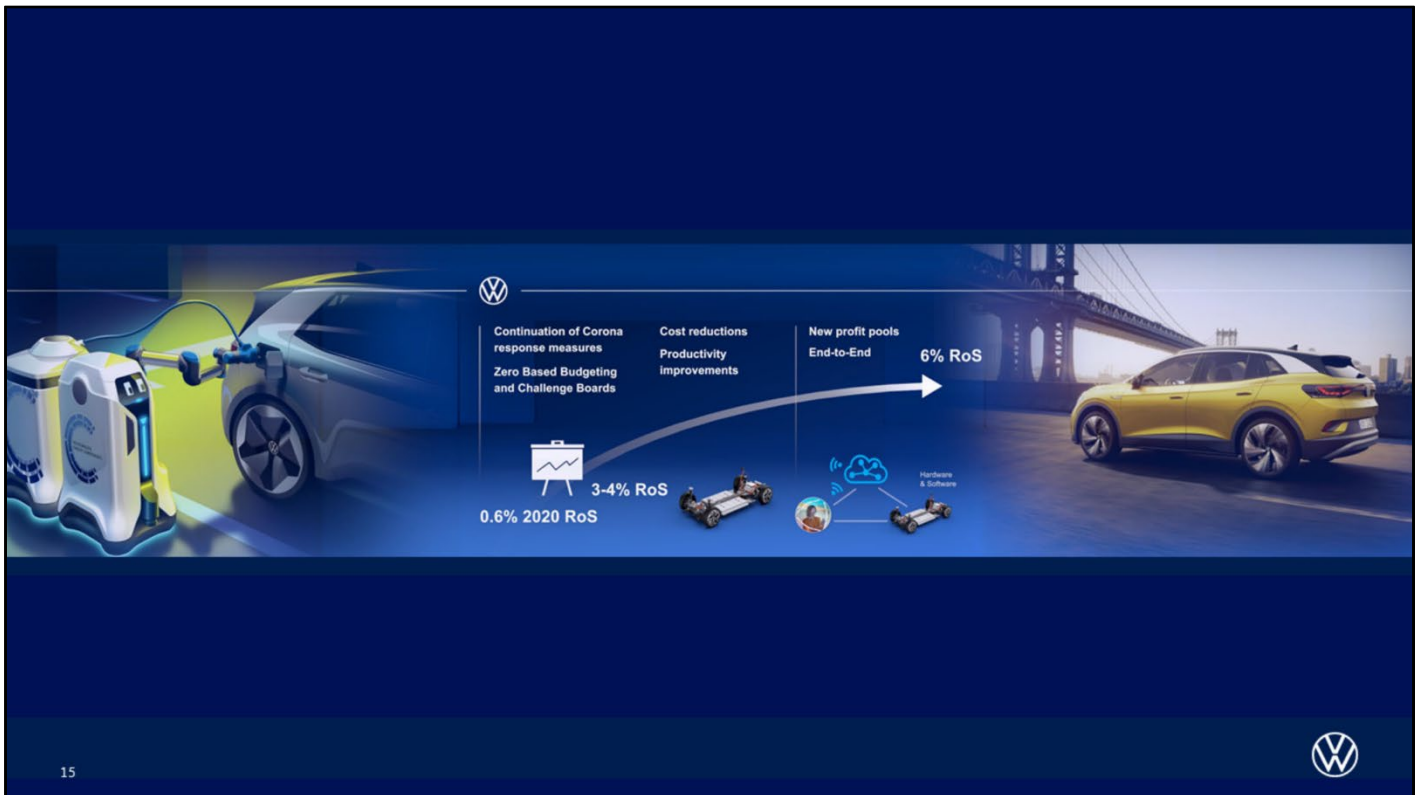 Continuation of Corona
response measures
Zero Based Budgeting
and Challenge Boards
Cost reductions
Productivity
improvements
New profit pools
End-to-End
6% RoS
3-4% RoS
0.6% 2020 RoS
Hardware
& Software
15